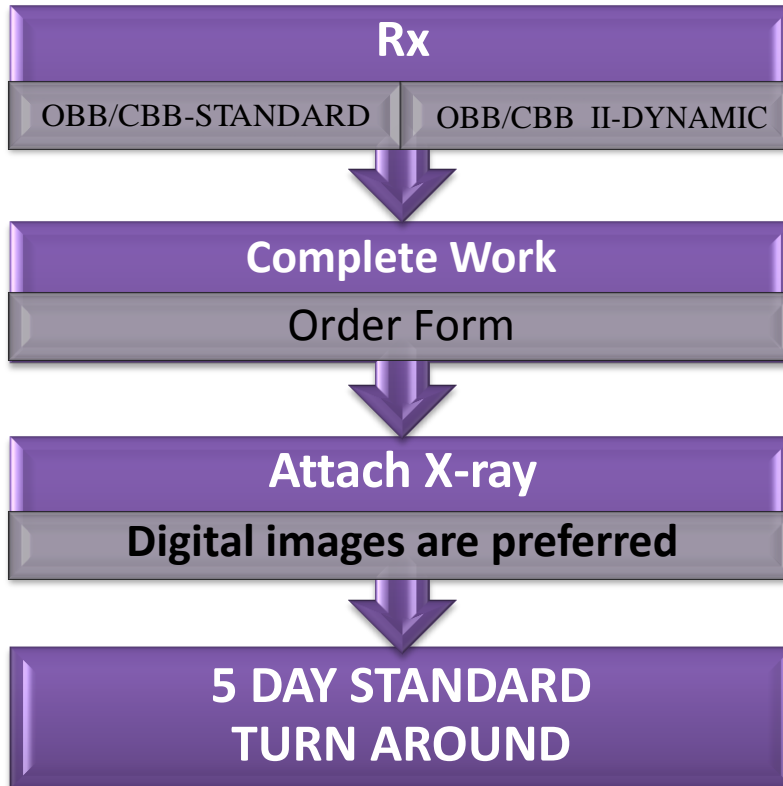 Rx
OBB/CBB-STANDARD
OBB/CBB II-DYNAMIC
Complete Work
Order Form
Attach X-ray
Digital images are preferred
5 DAY STANDARD
TURN AROUND